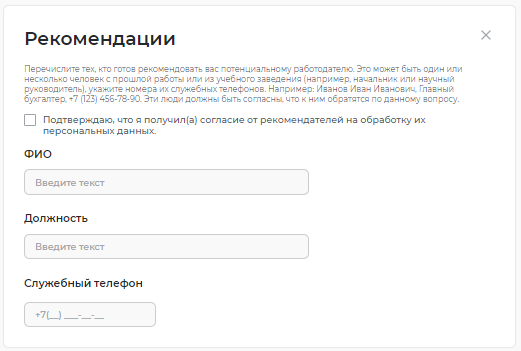 Рекомендации
Перечислите тех, кто готов рекомендовать вас потенциальному работодателю. Это может быть один или
несколько человек с прошлой работы или из учебного заведения (например, начальник или научный
руководитель), укажите номера их служебных телефонов. Например: Иванов Иван Иванович, Главный
бухгалтер, +7 (123) 456-78-90. Эти люди должны быть согласны, что к ним обратятся по данному вопросу.
Подтверждаю, что я получил(а) согласие от рекомендателей на обработку их
персональных данных.
ФИО
Введите текст
Должность
Введите текст
Служебный телефон
+7(__) ___-__-__